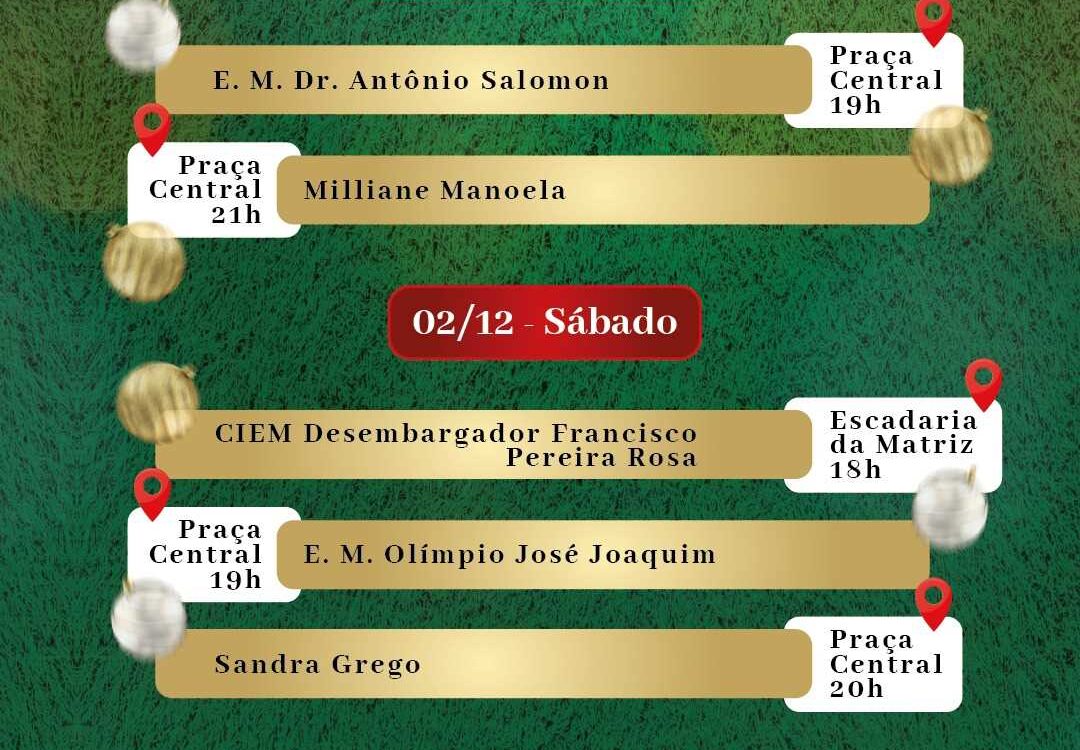 E. M. Dr. Antônio Salomon
Praça
Central
19h
Praça
Central
21h
Milliane Manoela
02/12 - Sábado
CIEM Desembargador Francisco
Pereira Rosa
Escadaria
da Matriz
18h
Praça
Central
19h
E. M. Olímpio José Joaquim
Sandra Grego
Praça
Central
20h